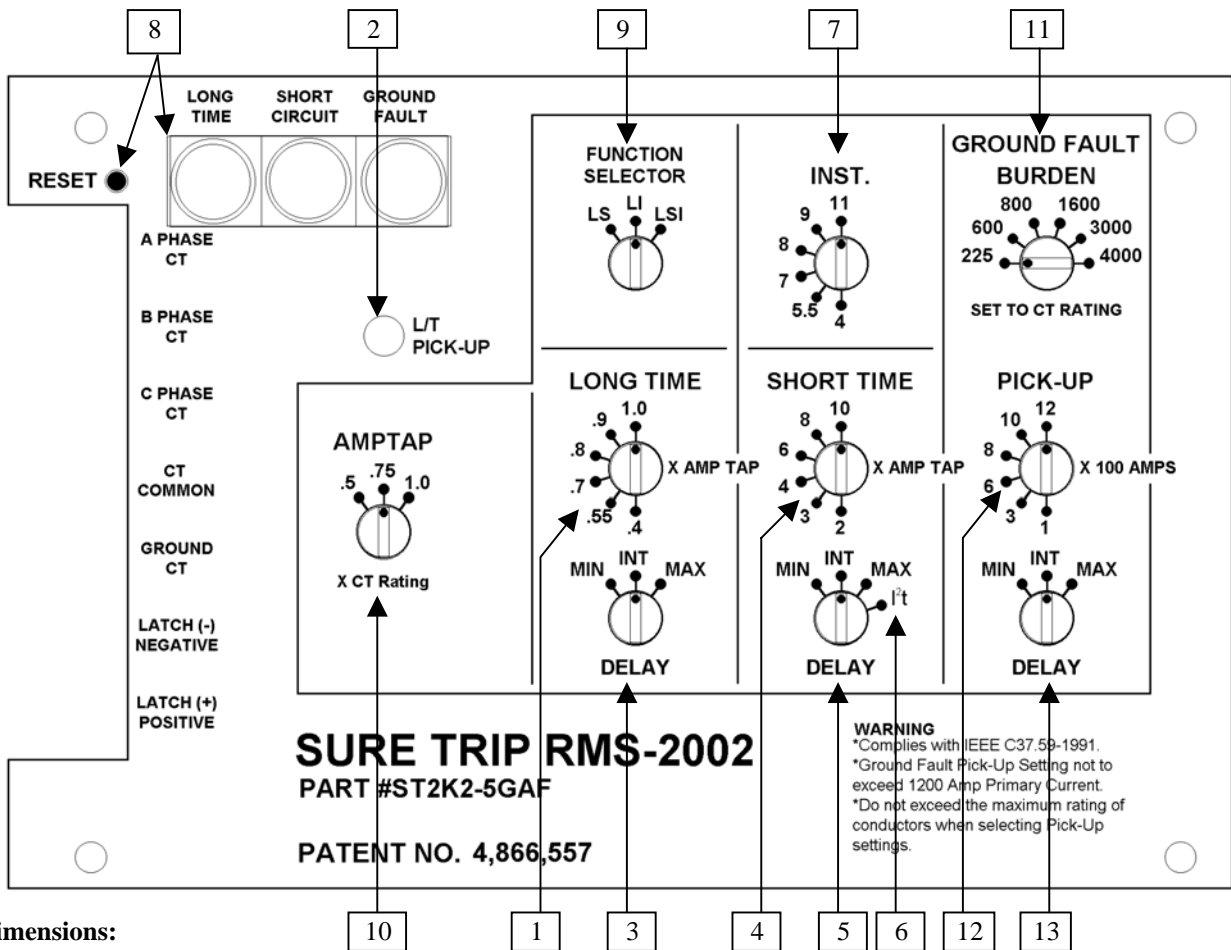 8
2
9
7
11
LONG TIME
SHORT CIRCUIT
GROUND FAULT
RESET
A PHASE CT
B PHASE CT
C PHASE CT
CT COMMON
GROUND CT
LATCH (-) NEGATIVE
LATCH (+) POSITIVE
L/T PICK-UP
FUNCTION SELECTOR
LS LI LSI
INST.
11
9
8
7
5.5
4
GROUND FAULT
BURDEN
800 1600
600 3000
225 4000
SET TO CT RATING
AMPTAP
.5 .75 1.0
X CT Rating
LONG TIME
1.0
.9
.8
X AMP TAP
.7
.55
.4
MIN INT MAX
DELAY
SHORT TIME
10
8
6
X AMP TAP
4
3
2
MIN INT MAX
I²t
DELAY
PICK-UP
12
10
8
X 100 AMPS
6
3
1
MIN INT MAX
DELAY
SURE TRIP RMS-2002
PART #ST2K2-5GAF
PATENT NO. 4,866,557
WARNING
*Complies with IEEE C37.59-1991.
*Ground Fault Pick-Up Setting not to
exceed 1200 Amp Primary Current.
*Do not exceed the maximum rating of
conductors when selecting Pick-Up
settings.
10
1
3
4
5
6
12
13
imensions: